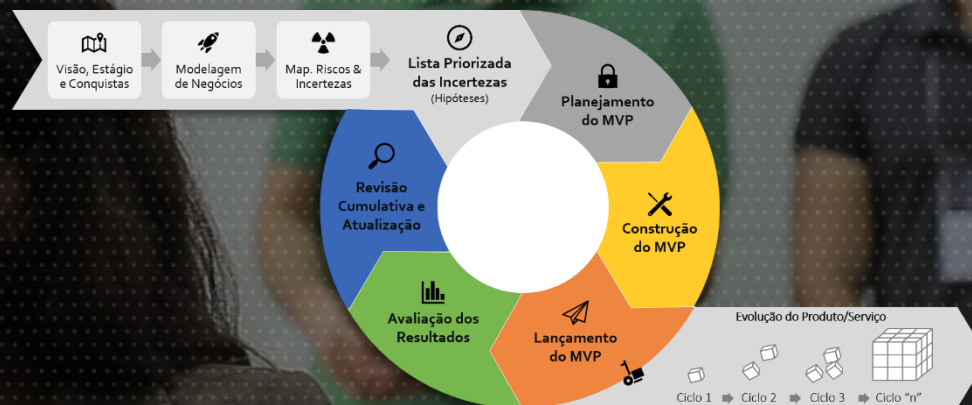 Visão, Estágio
e Conquistas
Modelagem
de Negócios
Map. Riscos &
Incertezas
Lista Priorizada
das Incertezas
(Hipóteses)
Planejamento
do MVP
Construção
do MVP
Lançamento
do MVP
Avaliação dos
Resultados
Revisão
Cumulativa e
Atualização
Evolução do Produto/Serviço
Ciclo 1
Ciclo 2
Ciclo 3
Ciclo “n”